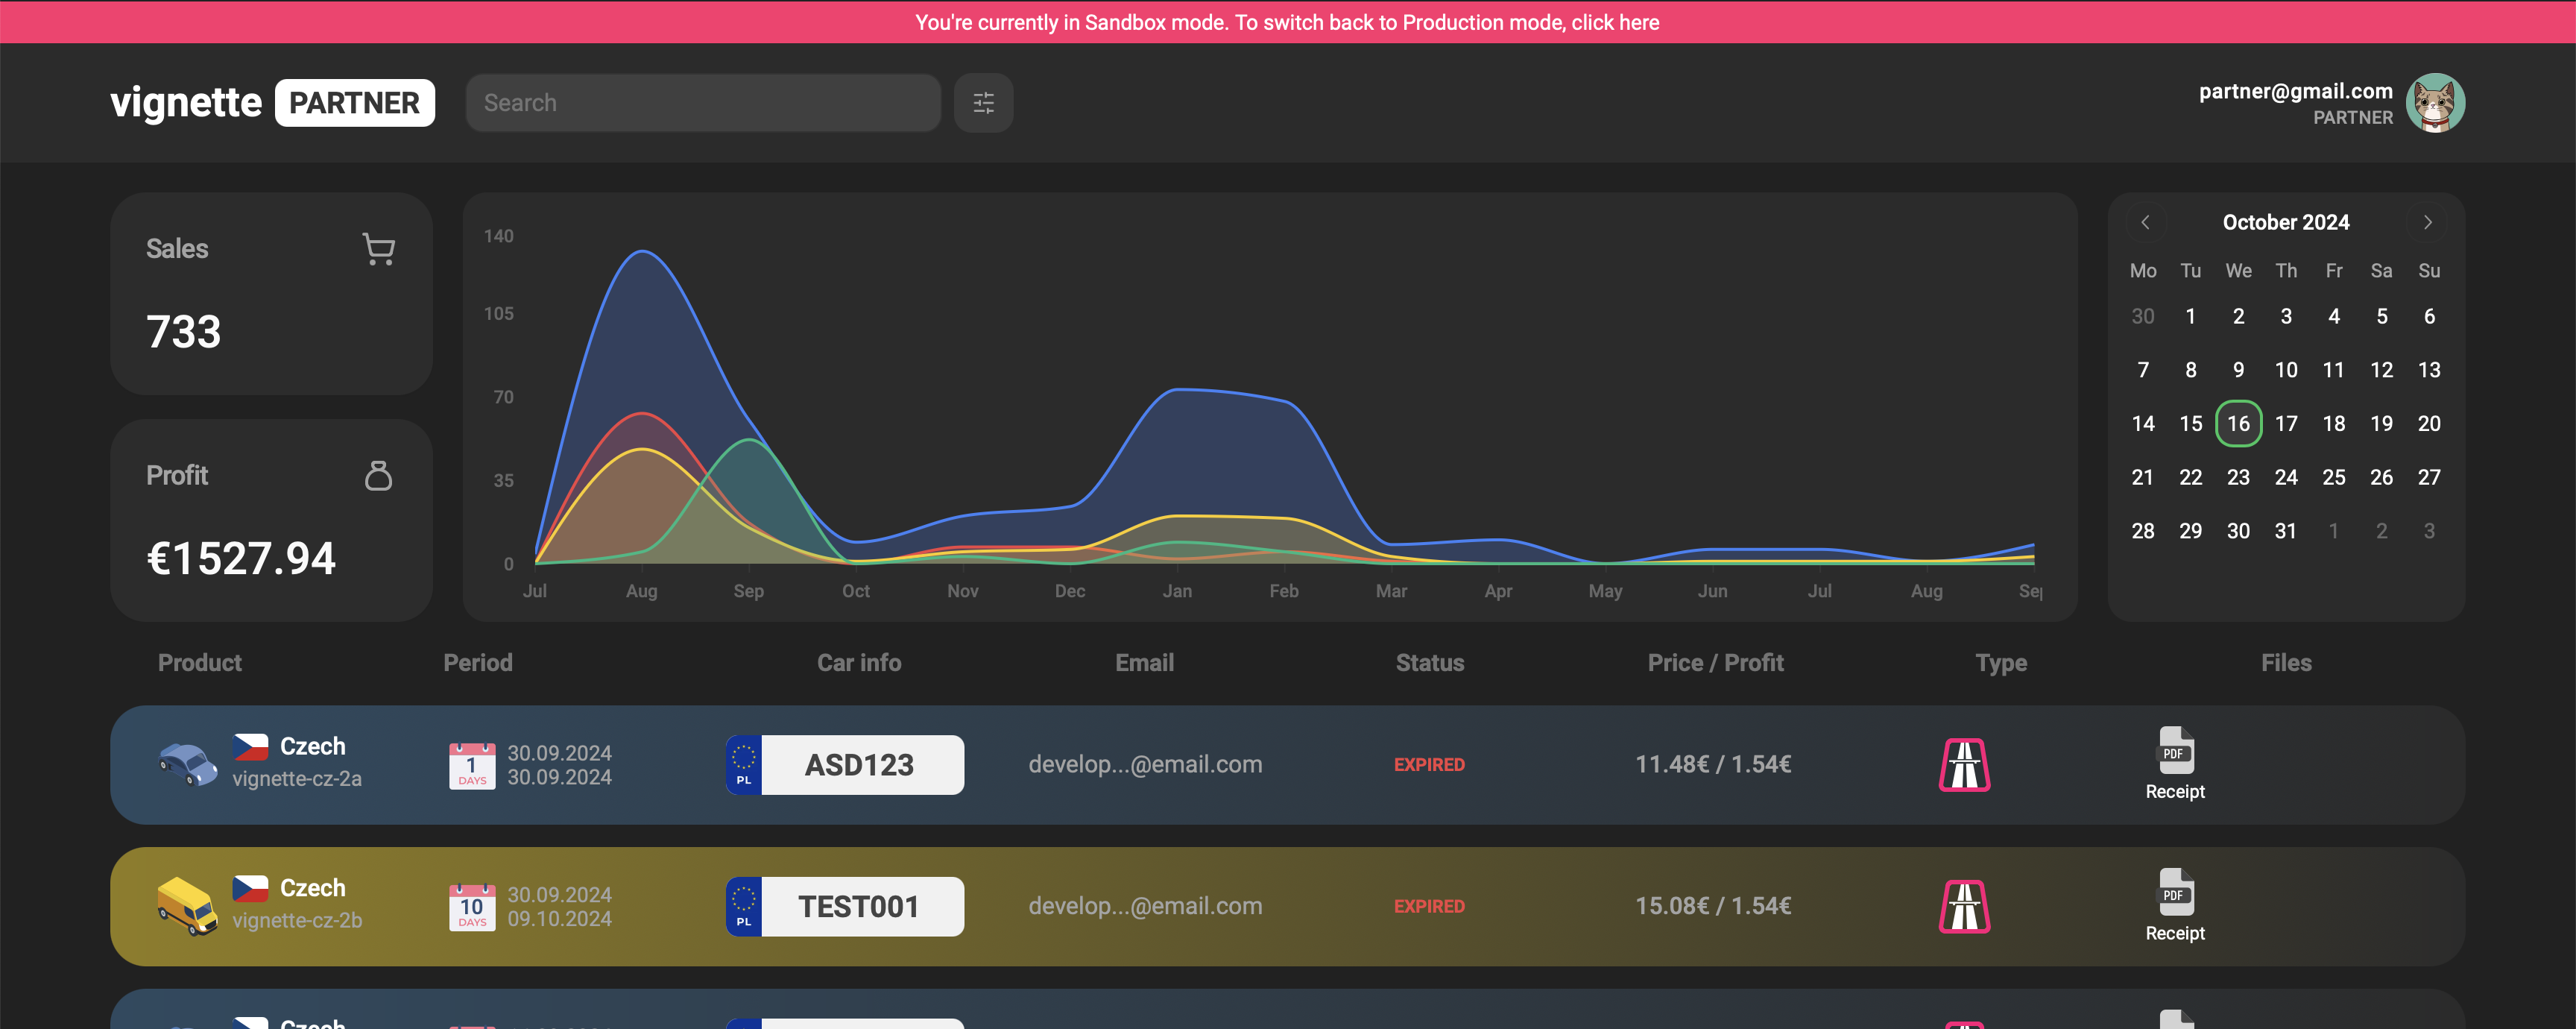 You're currently in Sandbox mode. To switch back to Production mode, click here
vignette PARTNER
Search
partner@gmail.com
PARTNER
Sales
733
Profit
€1527.94
140
105
70
35
0
Jul Aug Sep Oct Nov Dec Jan Feb Mar Apr May Jun Jul Aug Sep
October 2024
Mo Tu We Th Fr Sa Su
30 1 2 3 4 5 6
7 8 9 10 11 12 13
14 15 16 17 18 19 20
21 22 23 24 25 26 27
28 29 30 31 1 2 3
Product Period Car info Email Status Price / Profit Type Files
Czech
vignette-cz-2a
1
DAYS
30.09.2024
30.09.2024
PL
ASD123
develop...@email.com
EXPIRED
11.48€ / 1.54€
PDF
Receipt
Czech
vignette-cz-2b
10
DAYS
30.09.2024
09.10.2024
PL
TEST001
develop...@email.com
EXPIRED
15.08€ / 1.54€
PDF
Receipt
Czech